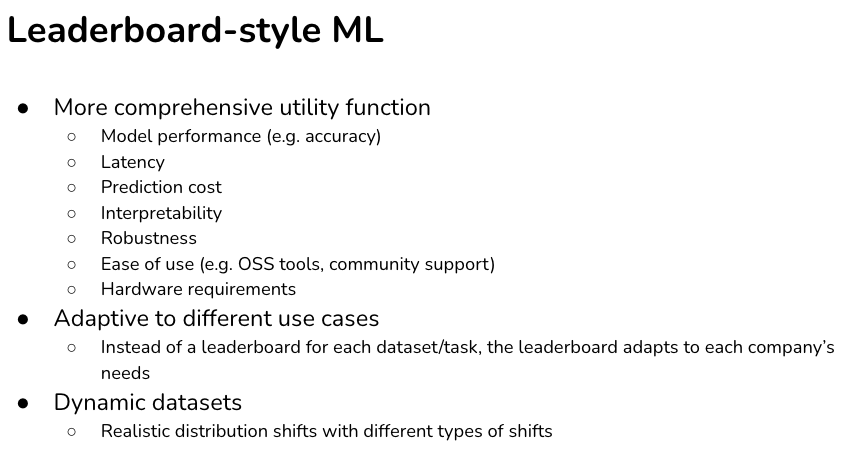 Leaderboard-style ML
● More comprehensive utility function
○ Model performance (e.g. accuracy)
○ Latency
○ Prediction cost
○ Interpretability
○ Robustness
○ Ease of use (e.g. OSS tools, community support)
○ Hardware requirements
● Adaptive to different use cases
○ Instead of a leaderboard for each dataset/task, the leaderboard adapts to each company’s
needs
● Dynamic datasets
○ Realistic distribution shifts with different types of shifts